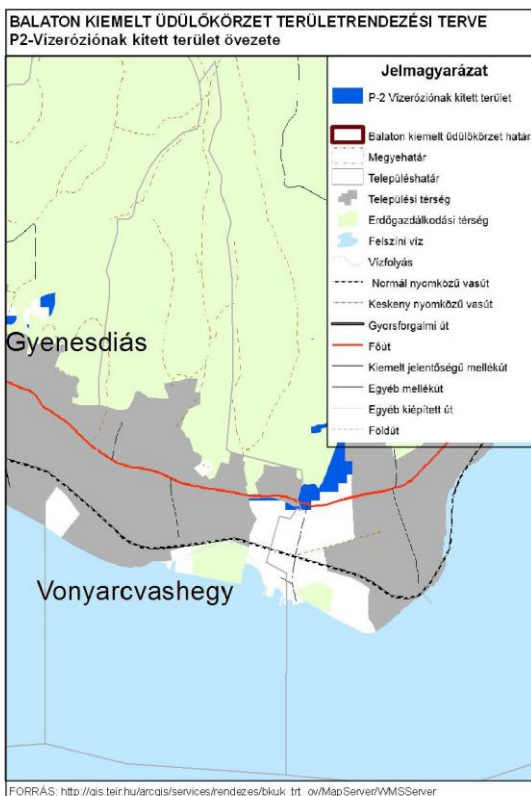 BALATON KIEMELT ÜDÜLŐKÖRZET TERÜLETRENDEZÉSI TERVE
P2-Vízeróziónak kitett terület övezete
Jelmagyarázat
P-2 Vízeróziónak kitett terület
Balaton kiemelt üdülőkörzet határ
Megyehatár
Településhatár
Települési térség
Erdőgazdálkodási térség
Felszíni víz
Vízfolyás
Normál nyomközű vasút
Keskeny nyomközű vasút
Gyorsforgalmi út
Főút
Kiemelt jelentőségű mellékút
Egyéb mellékút
Egyéb kiépített út
Földút
Gyenesdiás
Vonyarcvashegy
FORRÁS: http://gis.teir.hu/arcgis/services/rendezes/bkuk_trt_ov/MapServer/WMSServer